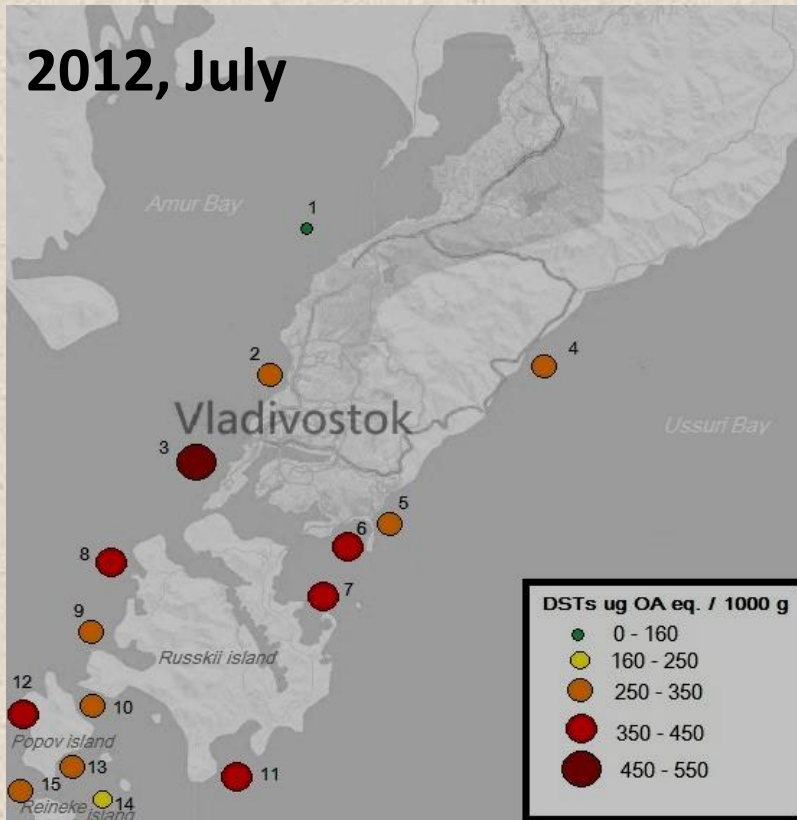 2012, July
Amur Bay
1
2
4
Vladivostok
Ussuri Bay
3
5
6
8
7
9
Russkii island
12
10
Popov island
13
11
15
14
Reineke island
DSTs ug OA eq. / 1000 g
0 - 160
160 - 250
250 - 350
350 - 450
450 - 550